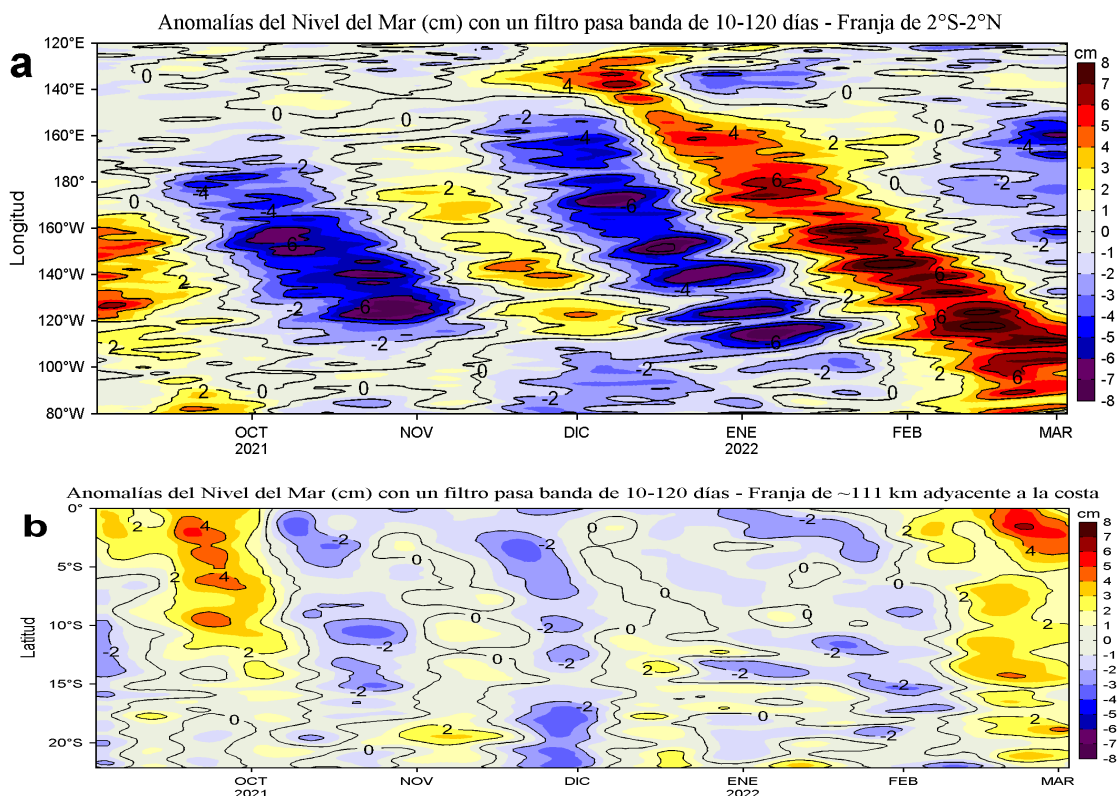 Anomalías del Nivel del Mar (cm) con un filtro pasa banda de 10-120 días - Franja de 2°S-2°N
a
cm
120°E
140°E
160°E
180°
160°W
140°W
120°W
100°W
80°W
Longitud
OCT
2021
NOV
DIC
ENE
2022
FEB
MAR
8
7
6
5
4
3
2
1
0
-1
-2
-3
-4
-5
-6
-7
-8
Anomalías del Nivel del Mar (cm) con un filtro pasa banda de 10-120 días - Franja de ~111 km adyacente a la costa
b
cm
0°
5°S
10°S
15°S
20°S
Latitud
OCT
2021
NOV
DIC
ENE
2022
FEB
MAR
8
7
6
5
4
3
2
1
0
-1
-2
-3
-4
-5
-6
-7
-8